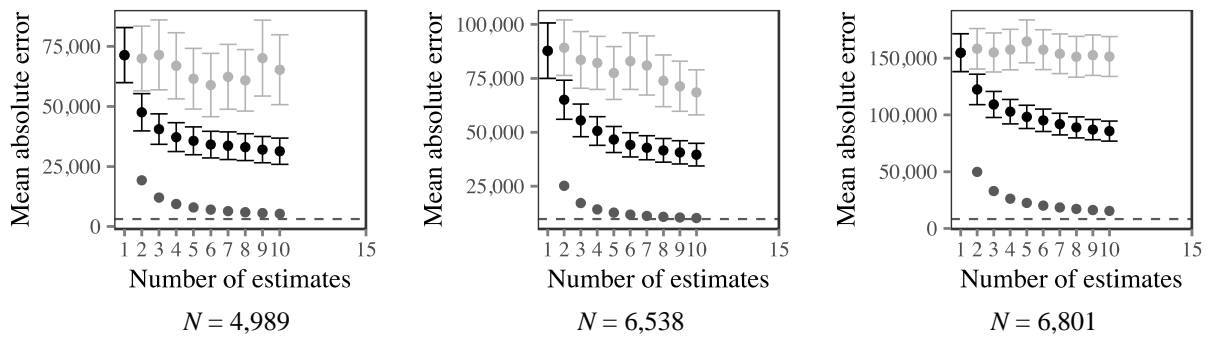 Mean absolute error
75,000
50,000
25,000
0
1 2 3 4 5 6 7 8 9 10 15
Number of estimates
N = 4,989
Mean absolute error
100,000
75,000
50,000
25,000
1 2 3 4 5 6 7 8 9 10 15
Number of estimates
N = 6,538
Mean absolute error
150,000
100,000
50,000
0
1 2 3 4 5 6 7 8 9 10 15
Number of estimates
N = 6,801